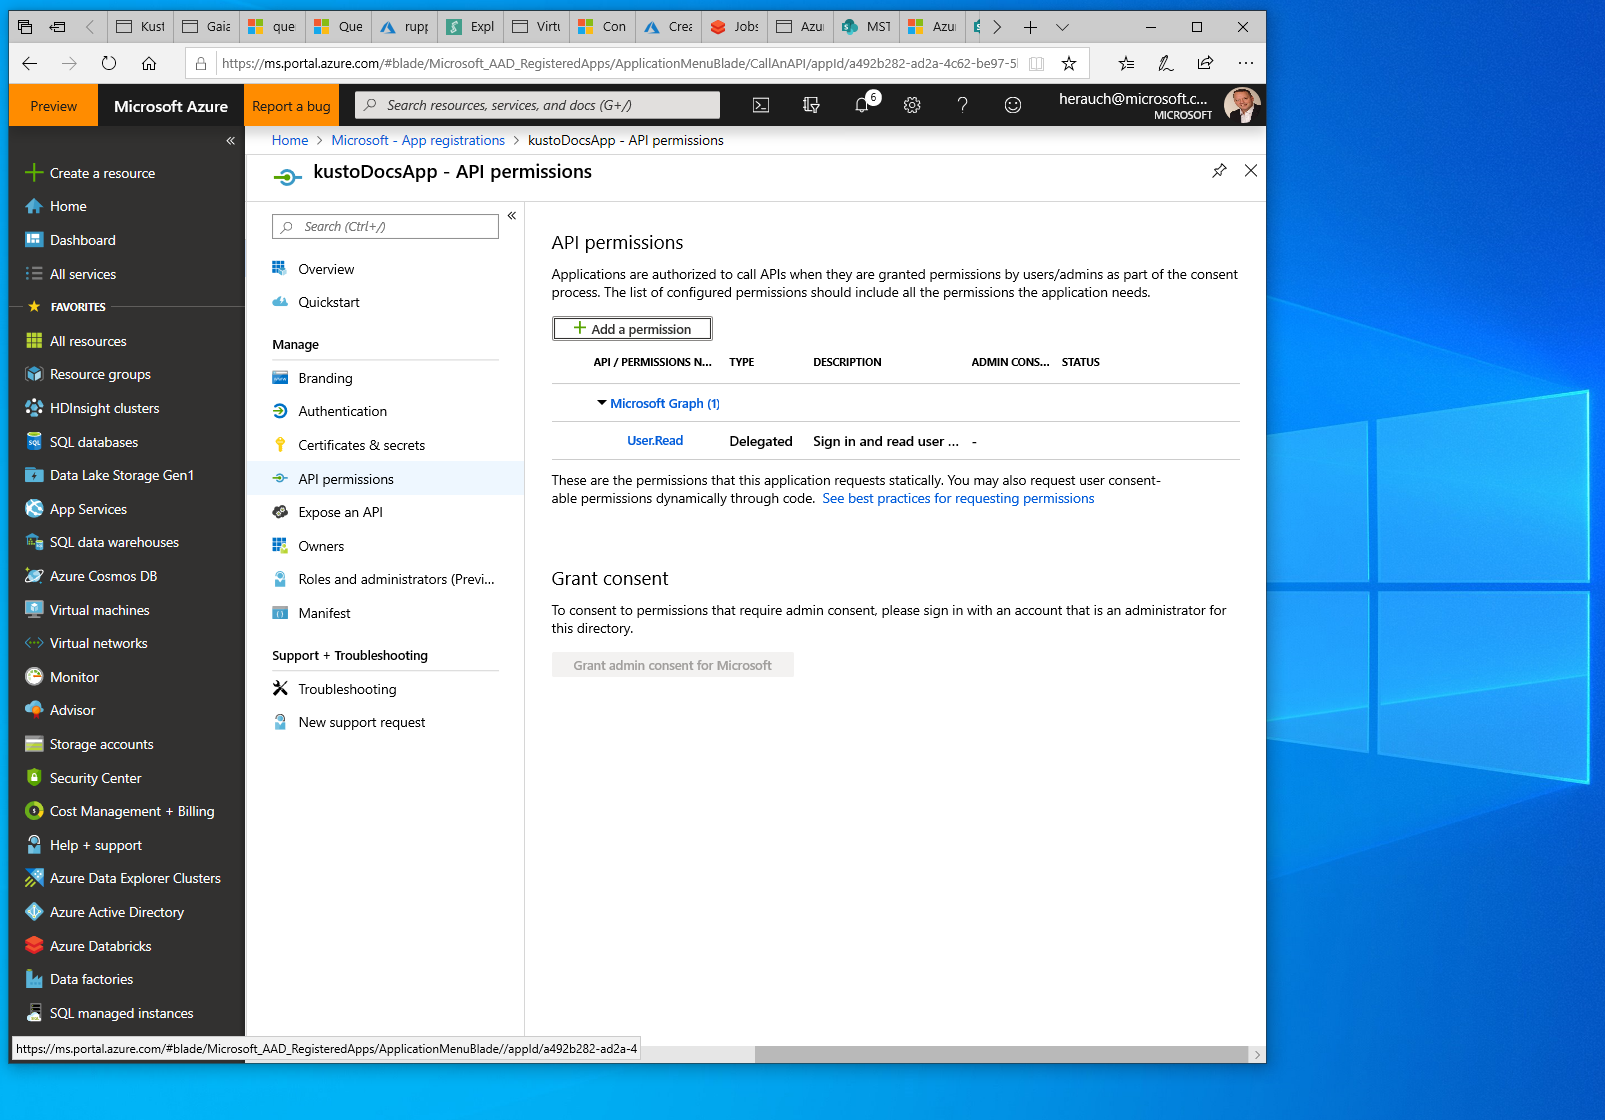 Kust
Gaia
que
Que
rupp
Expl
Virtu
Con
Crea
Jobs
Azur
MST
Azur
https://ms.portal.azure.com/#blade/Microsoft_AAD_RegisteredApps/ApplicationMenuBlade/CallAnAPI/appId/a492b282-ad2a-4c62-be97-5
Preview
Microsoft Azure
Report a bug
Search resources, services, and docs (G+/)
6
herauch@microsoft.c...
MICROSOFT
Home > Microsoft - App registrations > kustoDocsApp - API permissions
kustoDocsApp - API permissions
Create a resource
Home
Dashboard
All services
FAVORITES
All resources
Resource groups
HDInsight clusters
SQL databases
Data Lake Storage Gen1
App Services
SQL data warehouses
Azure Cosmos DB
Virtual machines
Virtual networks
Monitor
Advisor
Storage accounts
Security Center
Cost Management + Billing
Help + support
Azure Data Explorer Clusters
Azure Active Directory
Azure Databricks
Data factories
SQL managed instances
Search (Ctrl+/)
Overview
Quickstart
Manage
Branding
Authentication
Certificates & secrets
API permissions
Expose an API
Owners
Roles and administrators (Previ...
Manifest
Support + Troubleshooting
Troubleshooting
New support request
API permissions
Applications are authorized to call APIs when they are granted permissions by users/admins as part of the consent
process. The list of configured permissions should include all the permissions the application needs.
Add a permission
API / PERMISSIONS N... TYPE DESCRIPTION ADMIN CONS... STATUS
Microsoft Graph (1)
User.Read Delegated Sign in and read user ... -
These are the permissions that this application requests statically. You may also request user consent-
able permissions dynamically through code. See best practices for requesting permissions
Grant consent
To consent to permissions that require admin consent, please sign in with an account that is an administrator for
this directory.
Grant admin consent for Microsoft
https://ms.portal.azure.com/#blade/Microsoft_AAD_RegisteredApps/ApplicationMenuBlade//appId/a492b282-ad2a-4